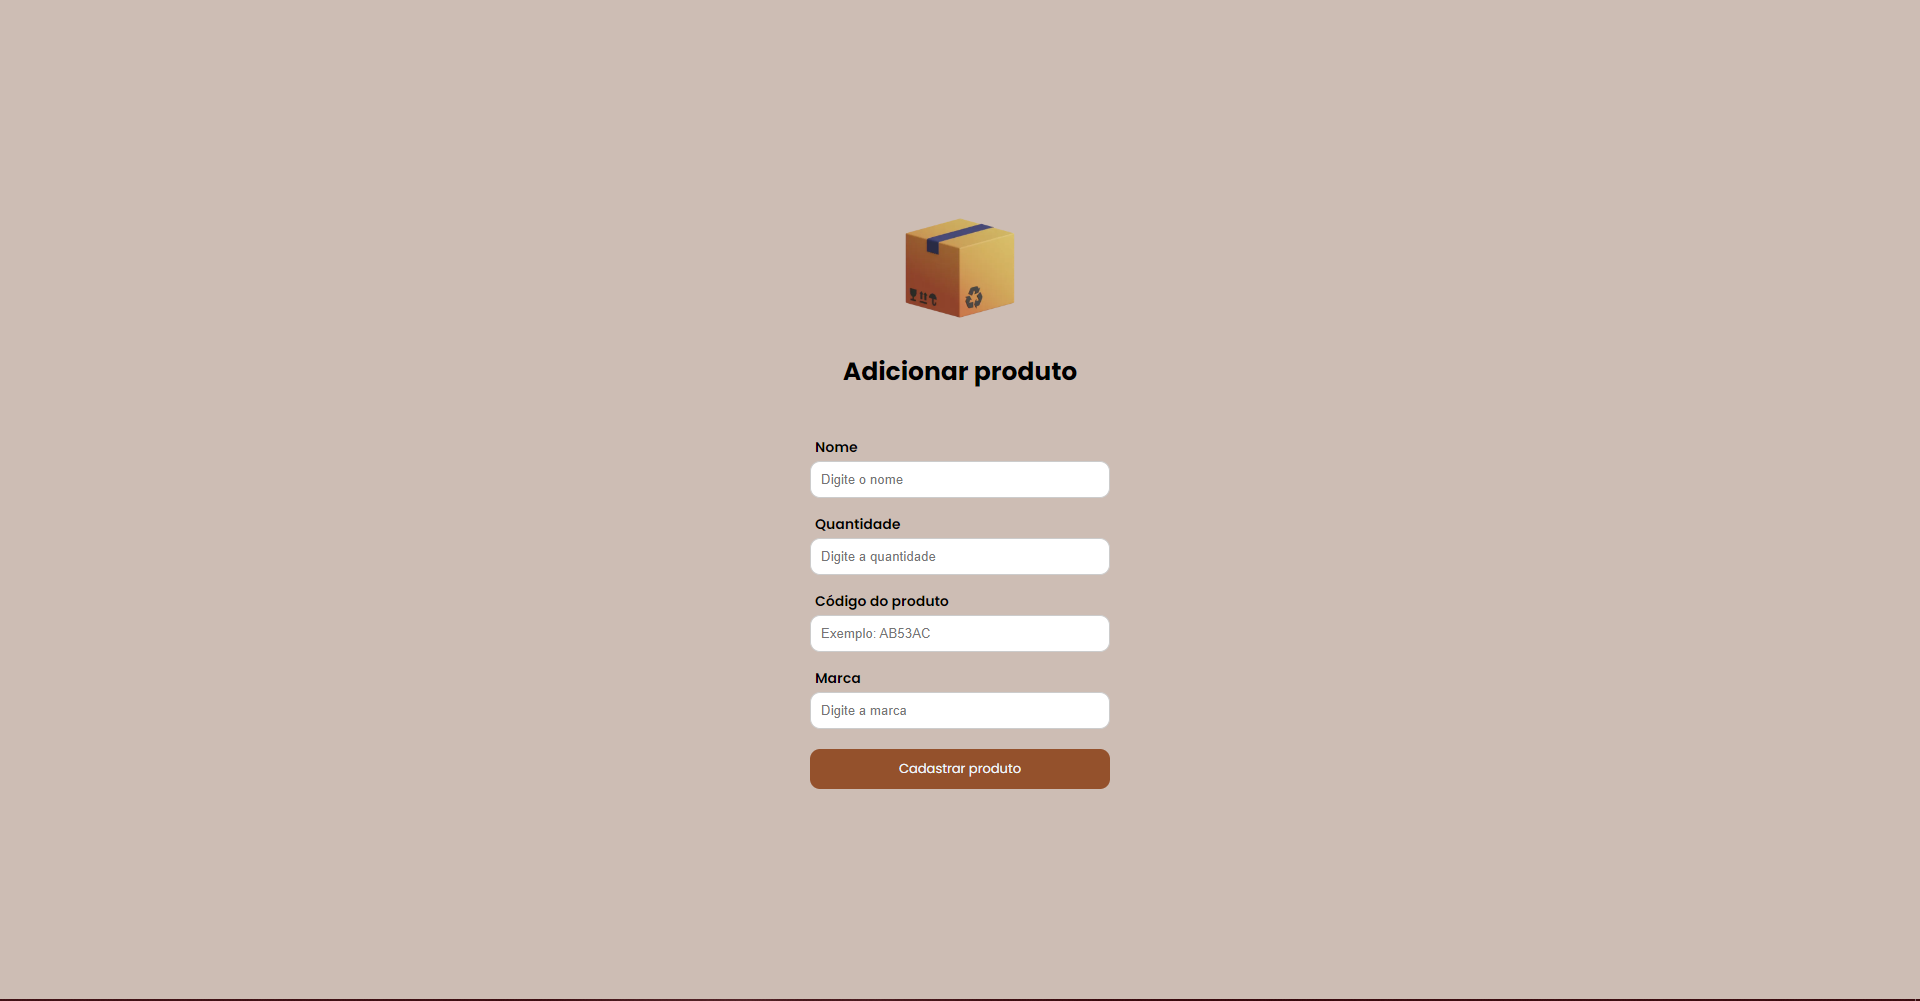 Adicionar produto
Nome
Digite o nome
Quantidade
Digite a quantidade
Código do produto
Exemplo: AB53AC
Marca
Digite a marca
Cadastrar produto